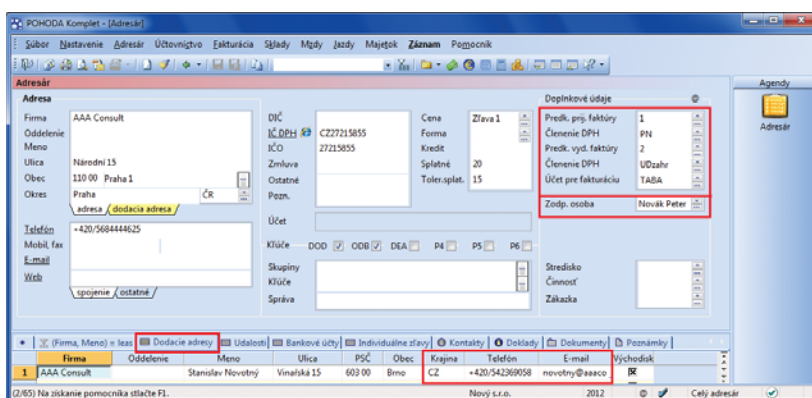 POHODA Komplet - [Adresár]
Súbor Nastavenie Adresár Účtovníctvo Fakturácia Sklady Mzdy Jazdy Majetok Záznam Pomocník
Adresár
Agendy
Adresár
Adresa
Firma AAA Consult
Oddelenie
Meno
Ulica Národní 15
Obec 110 00 Praha 1
Okres Praha ČR
adresa dodacia adresa
Telefón +420/5684444625
Mobil, fax
E-mail
Web
spojenie ostatné
DIČ
IČ DPH CZ27215855
IČO 27215855
Zmluva
Ostatné
Pozn.
Účet
Kľúče DOD ODB DEA P4 P5 P6
Skupiny
Kľúče
Správa
Cena Zľava 1
Forma
Kredit
Splatné 20
Toler.splat. 15
Doplnkové údaje
Predk. prij. faktúry 1
Členenie DPH PN
Predk. vyd. faktúry 2
Členenie DPH UDzahr
Účet pre fakturáciu TABA
Zodp. osoba Novák Peter
Stredisko
Činnosť
Zákazka
(Firma, Meno) = leas Dodacie adresy Udalosti Bankové účty Individuálne zľavy Kontakty Doklady Dokumenty Poznámky
Firma Oddelenie Meno Ulica PSČ Obec Krajina Telefón E-mail Východisk
1 AAA Consult Stanislav Novotný Vinařská 15 603 00 Brno CZ +420/542369058 novotny@aaaco
(2/65) Na získanie pomocníka stlačte F1. Nový s.r.o. 2012 Celý adresár